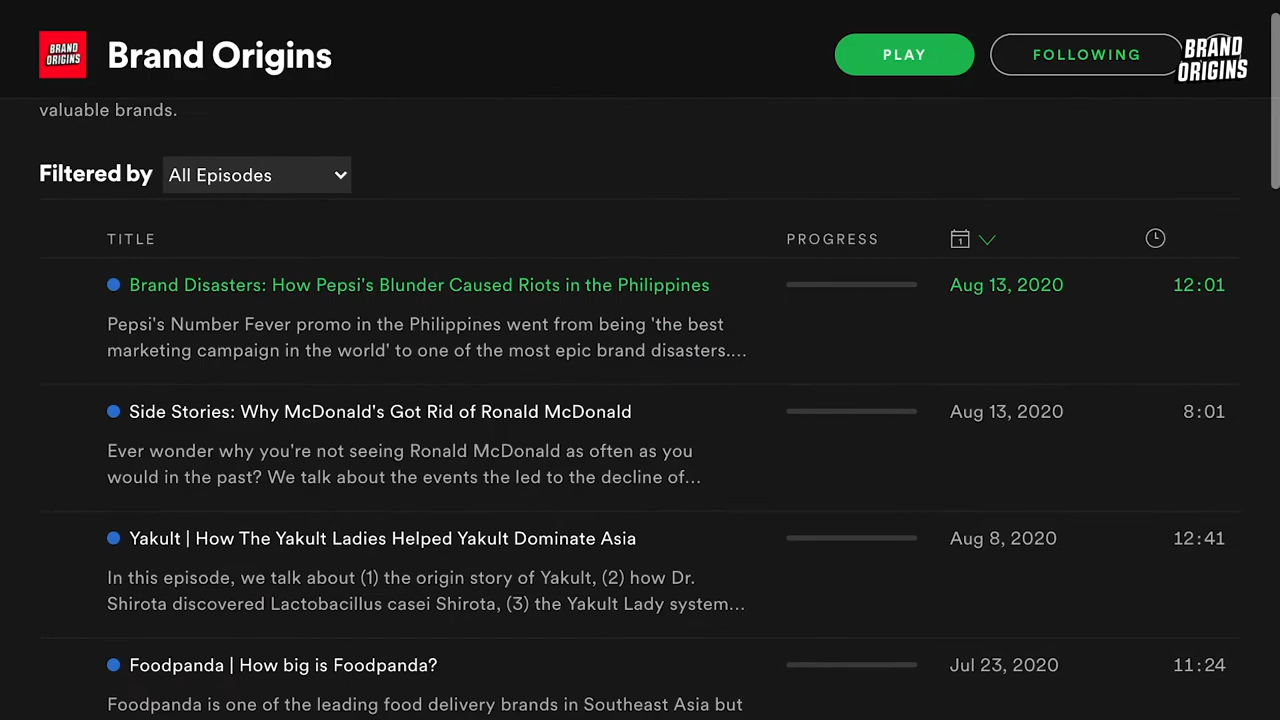 BRAND
ORIGINS
Brand Origins
PLAY
FOLLOWING
BRAND
ORIGINS
valuable brands.
Filtered by
All Episodes
TITLE
PROGRESS
1
Brand Disasters: How Pepsi's Blunder Caused Riots in the Philippines
Aug 13, 2020
12:01
Pepsi's Number Fever promo in the Philippines went from being 'the best
marketing campaign in the world' to one of the most epic brand disasters....
Side Stories: Why McDonald's Got Rid of Ronald McDonald
Aug 13, 2020
8:01
Ever wonder why you're not seeing Ronald McDonald as often as you
would in the past? We talk about the events the led to the decline of...
Yakult | How The Yakult Ladies Helped Yakult Dominate Asia
Aug 8, 2020
12:41
In this episode, we talk about (1) the origin story of Yakult, (2) how Dr.
Shirota discovered Lactobacillus casei Shirota, (3) the Yakult Lady system...
Foodpanda | How big is Foodpanda?
Jul 23, 2020
11:24
Foodpanda is one of the leading food delivery brands in Southeast Asia but